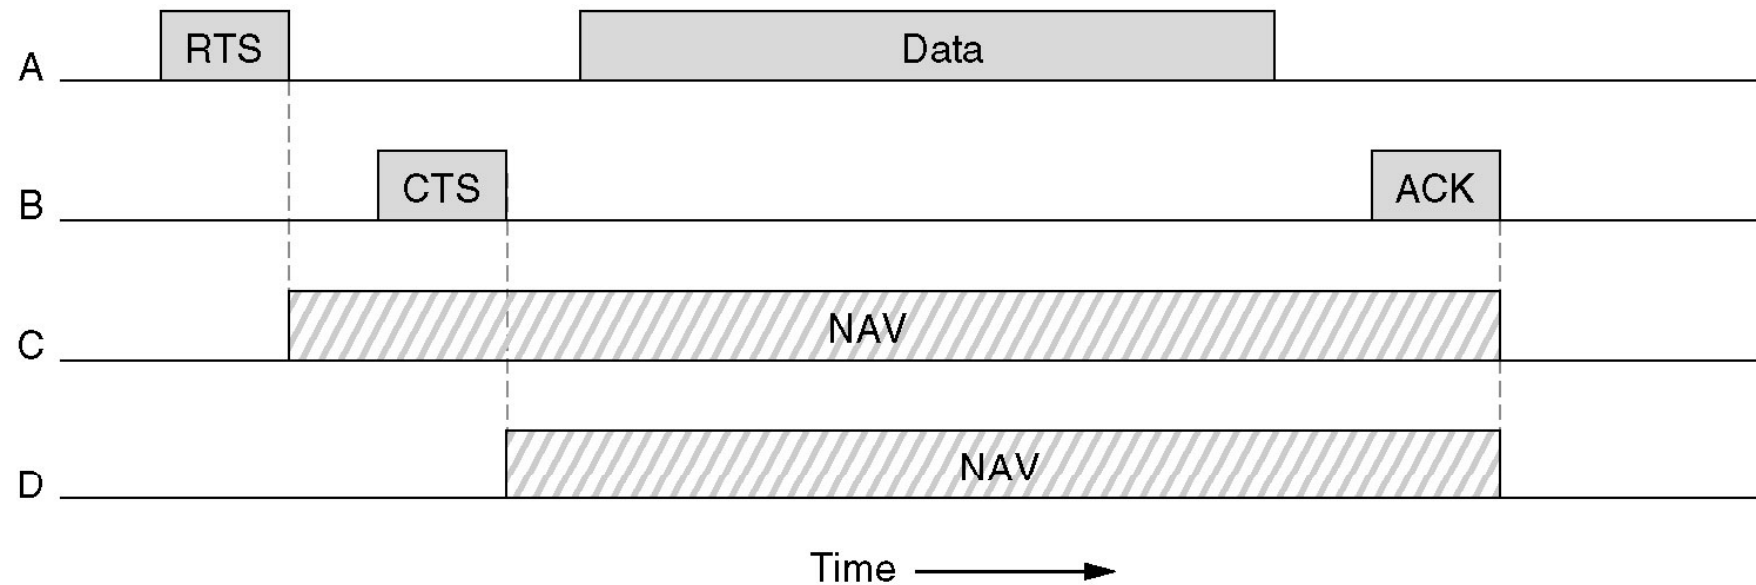 A RTS Data
B CTS ACK
C NAV
D NAV
Time